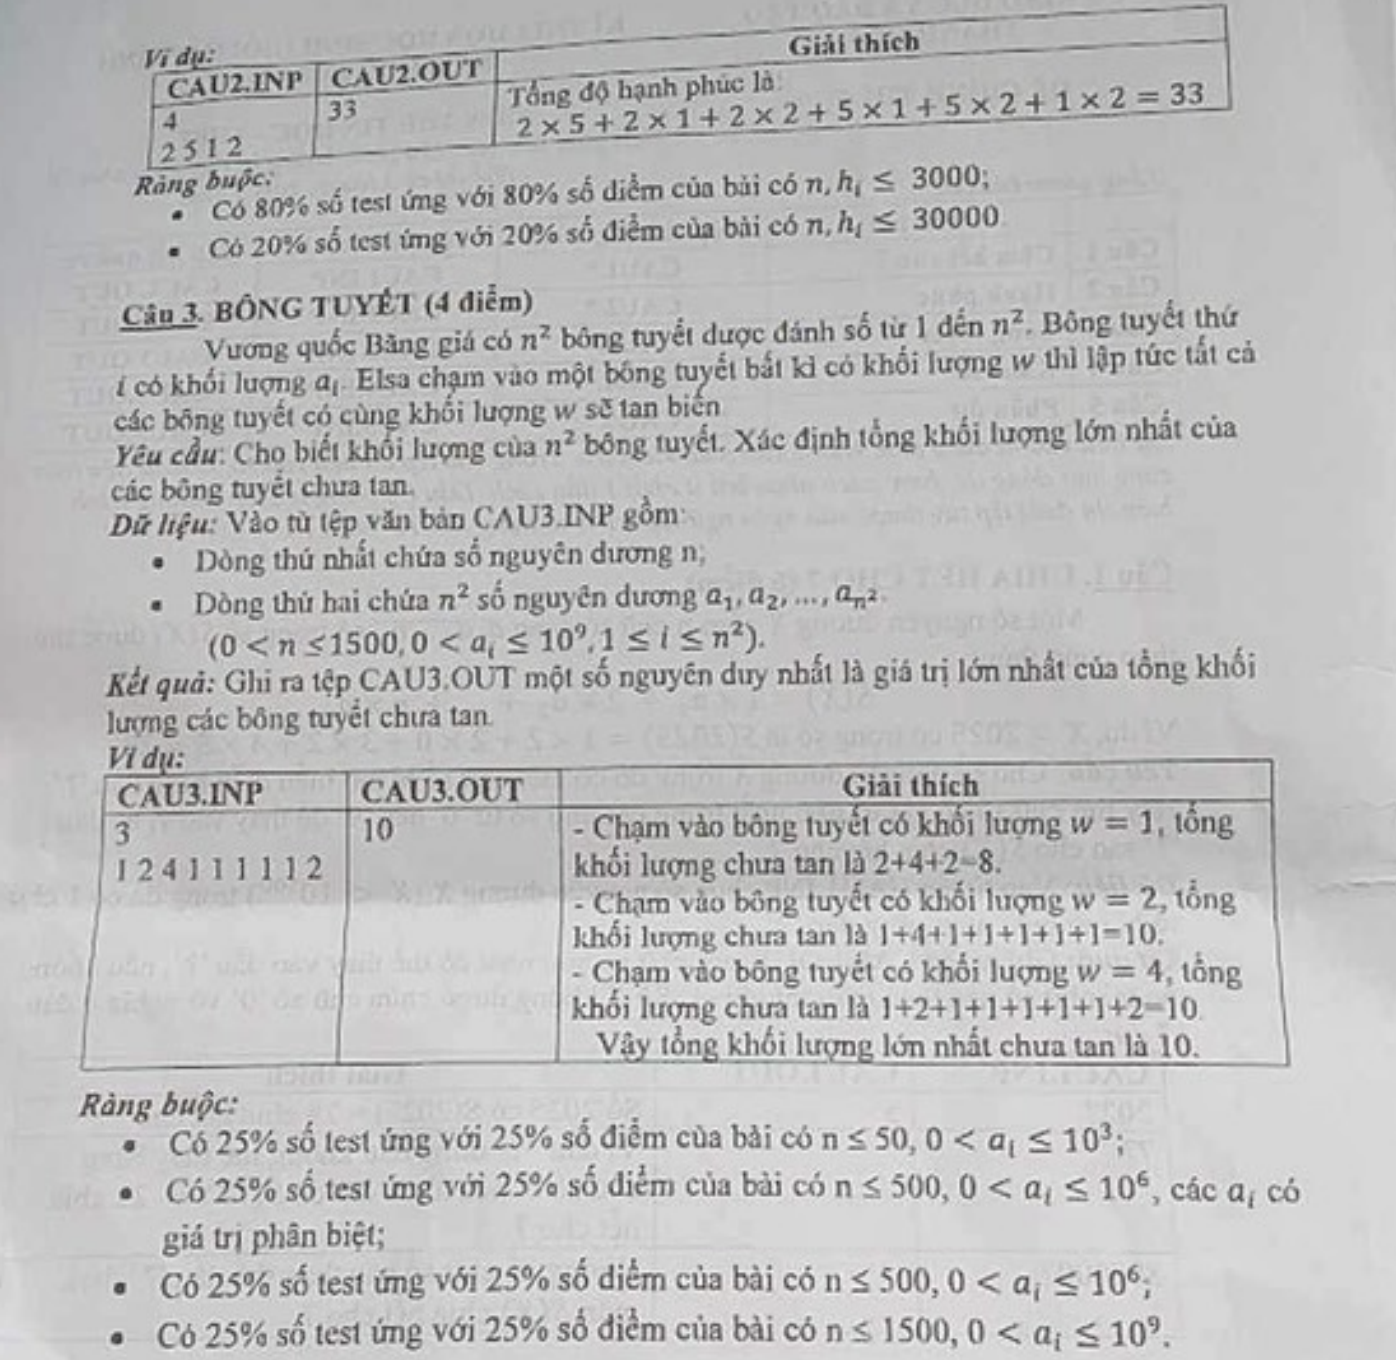 Ví dụ:
CAU2.INP CAU2.OUT Giải thích
4 33 Tổng độ hạnh phúc là:
2 5 1 2 2 × 5 + 2 × 1 + 2 × 2 + 5 × 1 + 5 × 2 + 1 × 2 = 33
Ràng buộc:
• Có 80% số test ứng với 80% số điểm của bài có n, hᵢ ≤ 3000;
• Có 20% số test ứng với 20% số điểm của bài có n, hᵢ ≤ 30000
Câu 3. BÔNG TUYẾT (4 điểm)
Vương quốc Băng giá có n² bông tuyết được đánh số từ 1 đến n². Bông tuyết thứ
i có khối lượng aᵢ. Elsa chạm vào một bông tuyết bất kì có khối lượng w thì lập tức tất cả
các bông tuyết có cùng khối lượng w sẽ tan biến
Yêu cầu: Cho biết khối lượng của n² bông tuyết. Xác định tổng khối lượng lớn nhất của
các bông tuyết chưa tan.
Dữ liệu: Vào từ tệp văn bản CAU3.INP gồm:
• Dòng thứ nhất chứa số nguyên dương n;
• Dòng thứ hai chứa n² số nguyên dương a₁, a₂, ..., aₙ².
(0 < n ≤ 1500, 0 < aᵢ ≤ 10⁹, 1 ≤ i ≤ n²).
Kết quả: Ghi ra tệp CAU3.OUT một số nguyên duy nhất là giá trị lớn nhất của tổng khối
lượng các bông tuyết chưa tan.
Ví dụ:
CAU3.INP CAU3.OUT Giải thích
3 10 - Chạm vào bông tuyết có khối lượng w = 1, tổng
1 2 4 1 1 1 1 1 2 khối lượng chưa tan là 2+4+2=8.
- Chạm vào bông tuyết có khối lượng w = 2, tổng
khối lượng chưa tan là 1+4+1+1+1+1+1=10.
- Chạm vào bông tuyết có khối lượng w = 4, tổng
khối lượng chưa tan là 1+2+1+1+1+1+1+2=10.
Vậy tổng khối lượng lớn nhất chưa tan là 10.
Ràng buộc:
• Có 25% số test ứng với 25% số điểm của bài có n ≤ 50, 0 < aᵢ ≤ 10³;
• Có 25% số test ứng với 25% số điểm của bài có n ≤ 500, 0 < aᵢ ≤ 10⁶, các aᵢ có
giá trị phân biệt;
• Có 25% số test ứng với 25% số điểm của bài có n ≤ 500, 0 < aᵢ ≤ 10⁶;
• Có 25% số test ứng với 25% số điểm của bài có n ≤ 1500, 0 < aᵢ ≤ 10⁹.